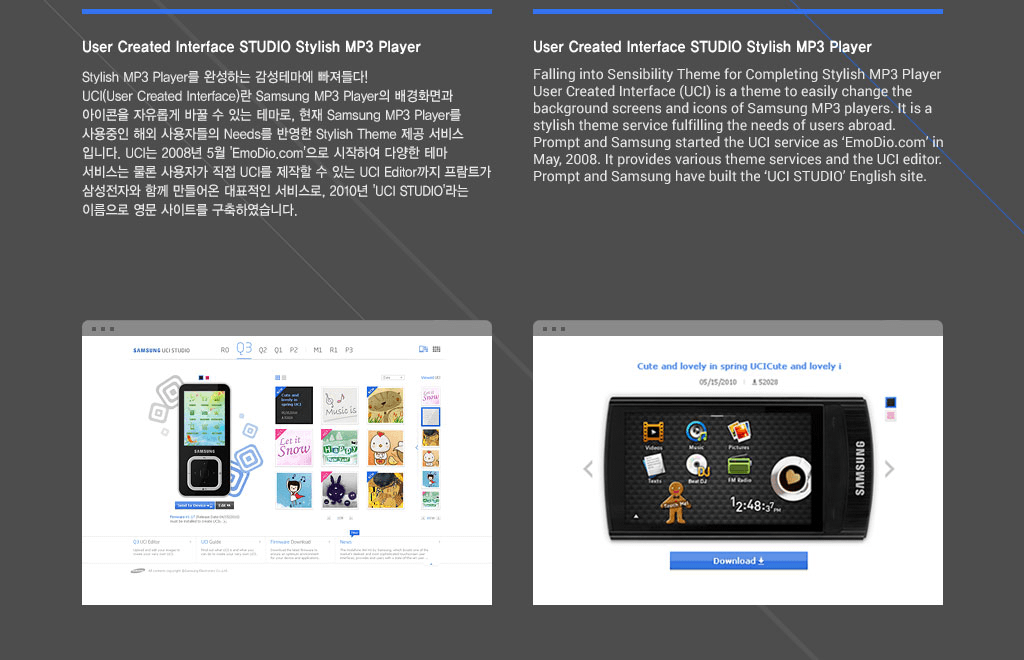 User Created Interface STUDIO Stylish MP3 Player
Stylish MP3 Player를 완성하는 감성테마에 빠져들다!
UCI(User Created Interface)란 Samsung MP3 Player의 배경화면과
아이콘을 자유롭게 바꿀 수 있는 테마로, 현재 Samsung MP3 Player를
사용중인 해외 사용자들의 Needs를 반영한 Stylish Theme 제공 서비스
입니다. UCI는 2008년 5월 'EmoDio.com'으로 시작하여 다양한 테마
서비스는 물론 사용자가 직접 UCI를 제작할 수 있는 UCI Editor까지 프람트가
삼성전자와 함께 만들어온 대표적인 서비스로, 2010년 'UCI STUDIO'라는
이름으로 영문 사이트를 구축하였습니다.
User Created Interface STUDIO Stylish MP3 Player
Falling into Sensibility Theme for Completing Stylish MP3 Player
User Created Interface (UCI) is a theme to easily change the
background screens and icons of Samsung MP3 players. It is a
stylish theme service fulfilling the needs of users abroad.
Prompt and Samsung started the UCI service as ‘EmoDio.com’ in
May, 2008. It provides various theme services and the UCI editor.
Prompt and Samsung have built the ‘UCI STUDIO’ English site.
SAMSUNG UCI STUDIO
R0 Q3 Q2 Q1 P2 M1 R1 P3
Cute and
lovely in
spring UCI
Music is
Let it
Snow
Happy
SAMSUNG
Send to Device
Edit
Q3 UCI Editor
UCI Guide
Firmware Download
News
Cute and lovely in spring UCICute and lovely i
05/15/2010 52028
Videos Music Pictures
Texts Beat DJ FM Radio
12:48:37PM
SAMSUNG
Download